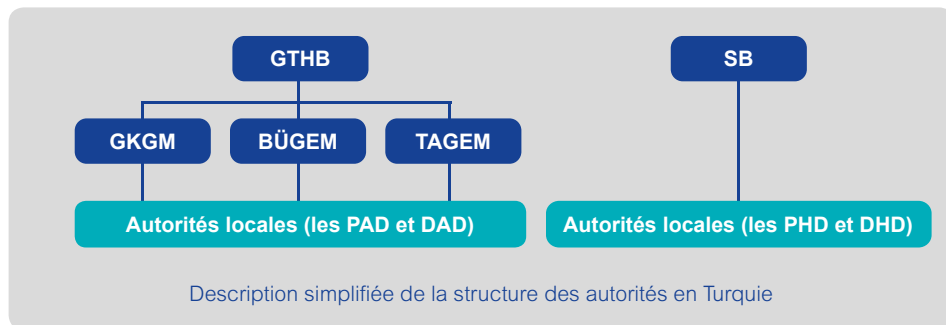 GTHB
SB
GKGM
BÜGEM
TAGEM
Autorités locales (les PAD et DAD)
Autorités locales (les PHD et DHD)
Description simplifiée de la structure des autorités en Turquie